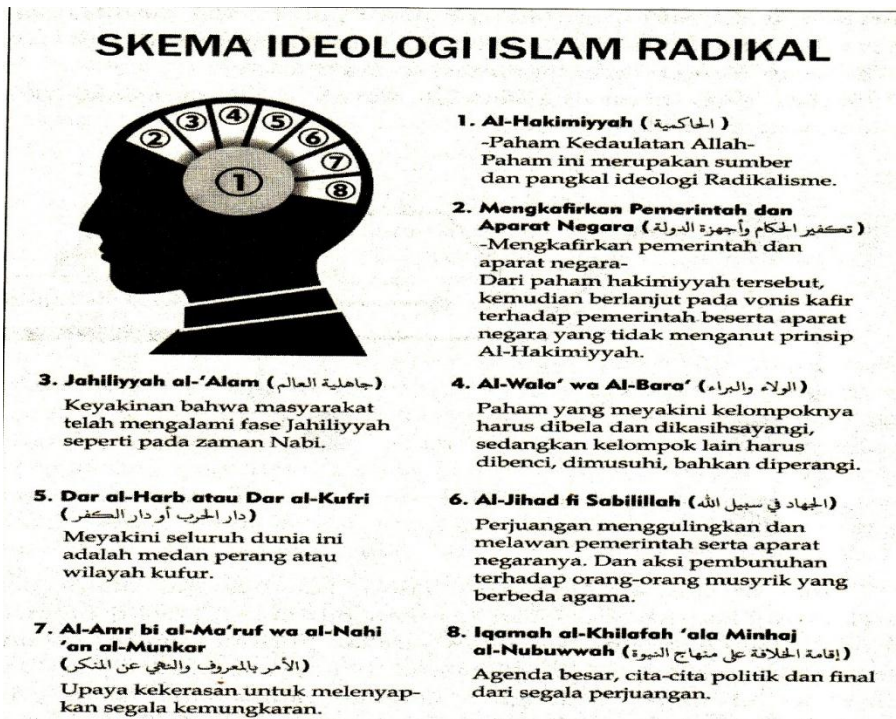 SKEMA IDEOLOGI ISLAM RADIKAL
2
3
4
5
6
7
8
1
1. Al-Hakimiyyah (الحاكمية)
-Paham Kedaulatan Allah-
Paham ini merupakan sumber
dan pangkal ideologi Radikalisme.
2. Mengkafirkan Pemerintah dan
Aparat Negara (تكفير الحكام وأجهزة الدولة)
-Mengkafirkan pemerintah dan
aparat negara-
Dari paham hakimiyyah tersebut,
kemudian berlanjut pada vonis kafir
terhadap pemerintah beserta aparat
negara yang tidak menganut prinsip
Al-Hakimiyyah.
3. Jahiliyyah al-‘Alam (جاهلية العالم)
Keyakinan bahwa masyarakat
telah mengalami fase Jahiliyyah
seperti pada zaman Nabi.
4. Al-Wala’ wa Al-Bara’ (الولاء والبراء)
Paham yang meyakini kelompoknya
harus dibela dan dikasihsayangi,
sedangkan kelompok lain harus
dibenci, dimusuhi, bahkan diperangi.
5. Dar al-Harb atau Dar al-Kufri
(دار الحرب أو دار الكفر)
Meyakini seluruh dunia ini
adalah medan perang atau
wilayah kufur.
6. Al-Jihad fi Sabilillah (الجهاد في سبيل الله)
Perjuangan menggulingkan dan
melawan pemerintah serta aparat
negaranya. Dan aksi pembunuhan
terhadap orang-orang musyrik yang
berbeda agama.
7. Al-Amr bi al-Ma’ruf wa al-Nahi
‘an al-Munkar
(الأمر بالمعروف والنهي عن المنكر)
Upaya kekerasan untuk melenyap-
kan segala kemungkaran.
8. Iqamah al-Khilafah ‘ala Minhaj
al-Nubuwwah (إقامة الخلافة على منهاج النبوة)
Agenda besar, cita-cita politik dan final
dari segala perjuangan.